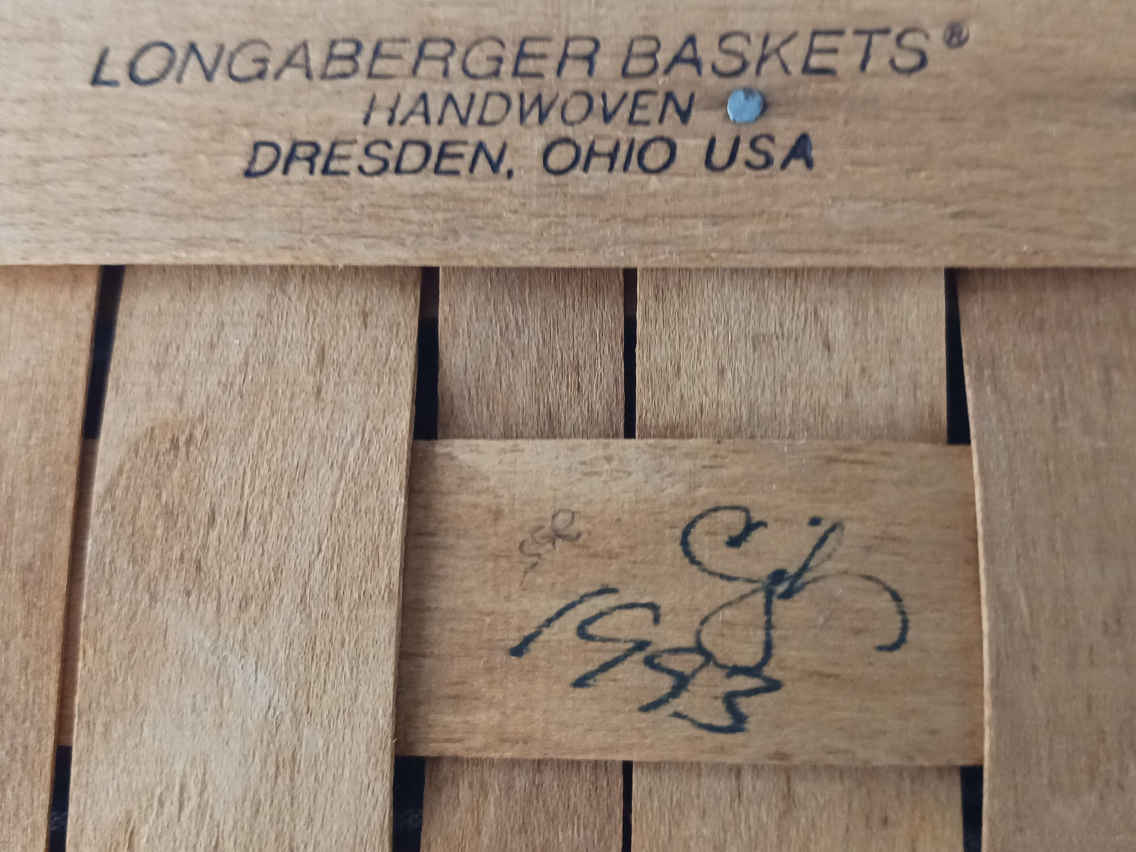 LONGABERGER BASKETS®
HANDWOVEN
DRESDEN, OHIO USA
1993